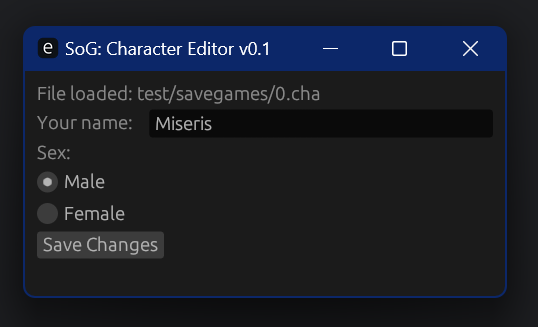 e SoG: Character Editor v0.1
File loaded: test/savegames/0.cha
Your name: Miseris
Sex:
Male
Female
Save Changes